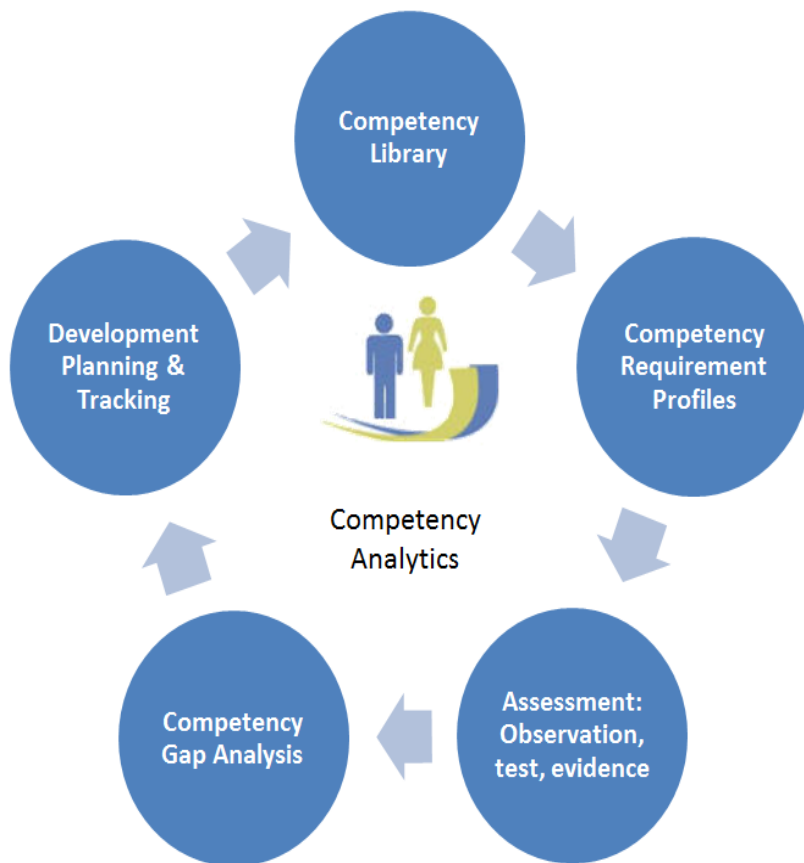 Competency
Library
Competency
Requirement
Profiles
Assessment:
Observation,
test, evidence
Competency
Gap Analysis
Development
Planning &
Tracking
Competency
Analytics